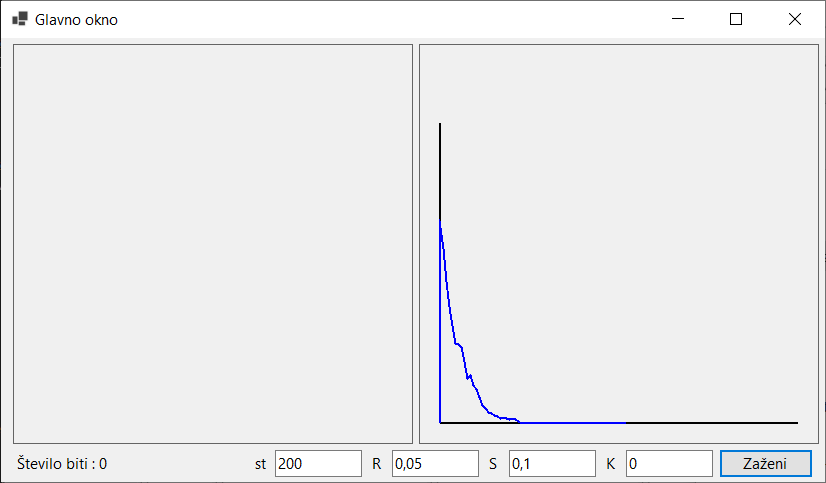 Glavno okno
Število biti : 0 st 200 R 0,05 S 0,1 K 0 Zaženi